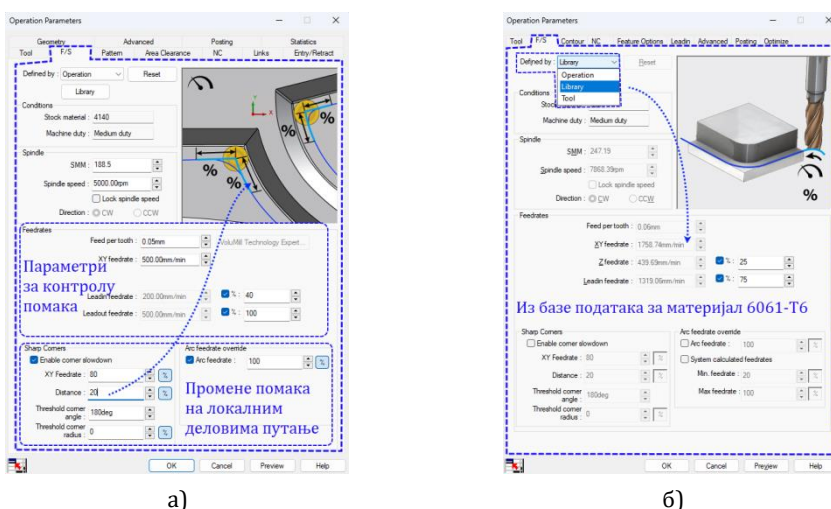 Operation Parameters
Geometry Advanced Posting Statistics
Tool F/S Pattern Area Clearance NC Links Entry/Retract
Defined by : Operation Reset
Library
Conditions
Stock material : 4140
Machine duty : Medium duty
Spindle
SMM : 188.5
Spindle speed : 5000.00rpm
Lock spindle speed
Direction : CW CCW
% % % %
Feedrates
Feed per tooth : 0.05mm VoluMill Technology Expert...
XY feedrate : 500.00mm/min
Параметри
за контролу
помака
Leadin feedrate : 200.00mm/min % : 40
Leadout feedrate : 500.00mm/min % : 100
Sharp Corners
Enable corner slowdown
XY Feedrate : 80 %
Distance : 20 %
Threshold corner angle : 180deg
Threshold corner radius : 0 %
Arc feedrate override
Arc feedrate : 100 %
Промене помака
на локалним
деловима путање
OK Cancel Preview Help
а)
Operation Parameters
Tool F/S Contour NC Feature Options Leadin Advanced Posting Optimize
Defined by : Library Reset
Operation
Library
Tool
Conditions
Stock
Machine duty : Medium duty
Spindle
SMM : 247.19
Spindle speed : 7868.39rpm
Lock spindle speed
Direction : CW CCW
%
Feedrates
Feed per tooth : 0.06mm
XY feedrate : 1758.74mm/min
Z feedrate : 439.69mm/min % : 25
Leadin feedrate : 1319.06mm/min % : 75
Из базе података за материјал 6061-T6
Sharp Corners
Enable corner slowdown
XY Feedrate : 80 %
Distance : 20 %
Threshold corner angle : 180deg
Threshold corner radius : 0 %
Arc feedrate override
Arc feedrate : 100 %
System calculated feedrates
Min. feedrate : 20 %
Max feedrate : 100 %
OK Cancel Preview Help
б)